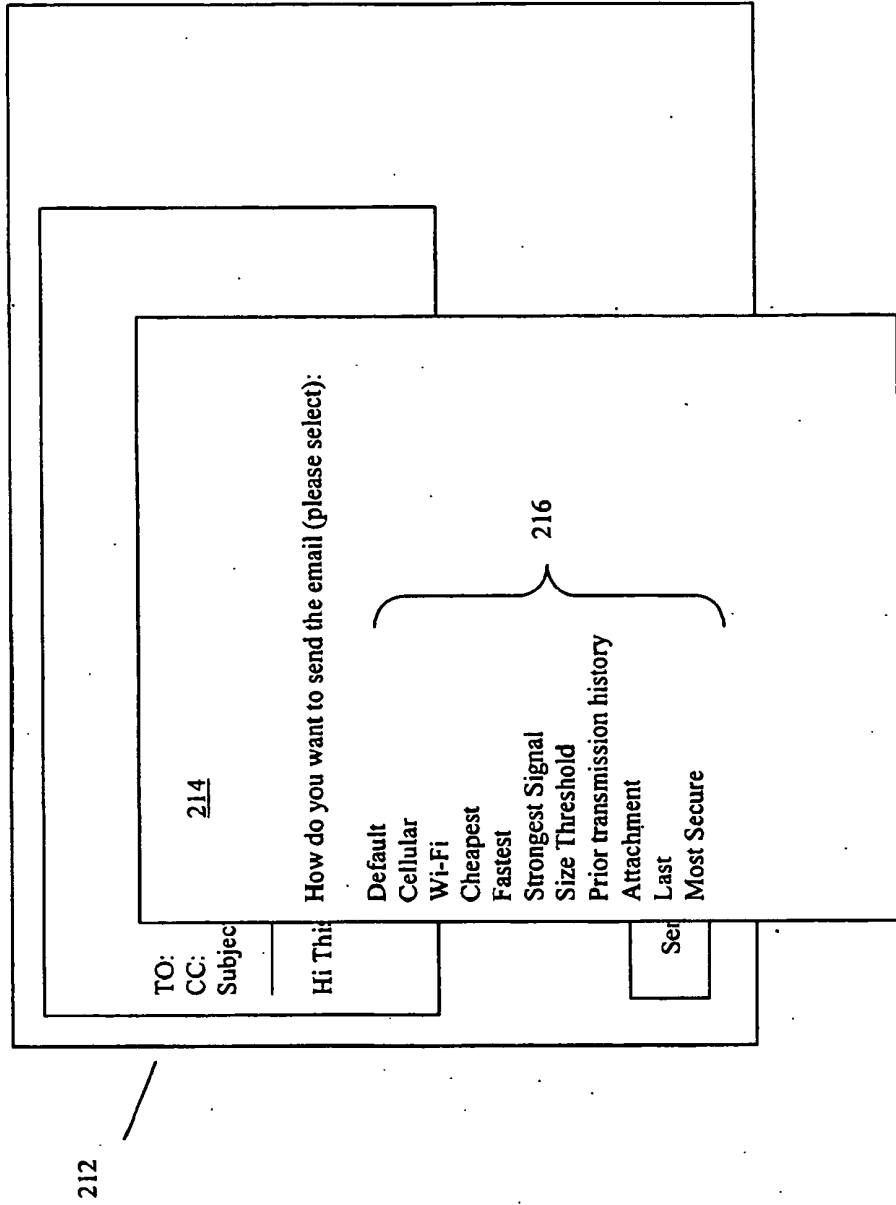 212
214
TO:
CC:
Subjec
Hi This
How do you want to send the email (please select):
Default
Cellular
Wi-Fi
Cheapest
Fastest
Strongest Signal
Size Threshold
Prior transmission history
Attachment
Last
Most Secure
216
Sen